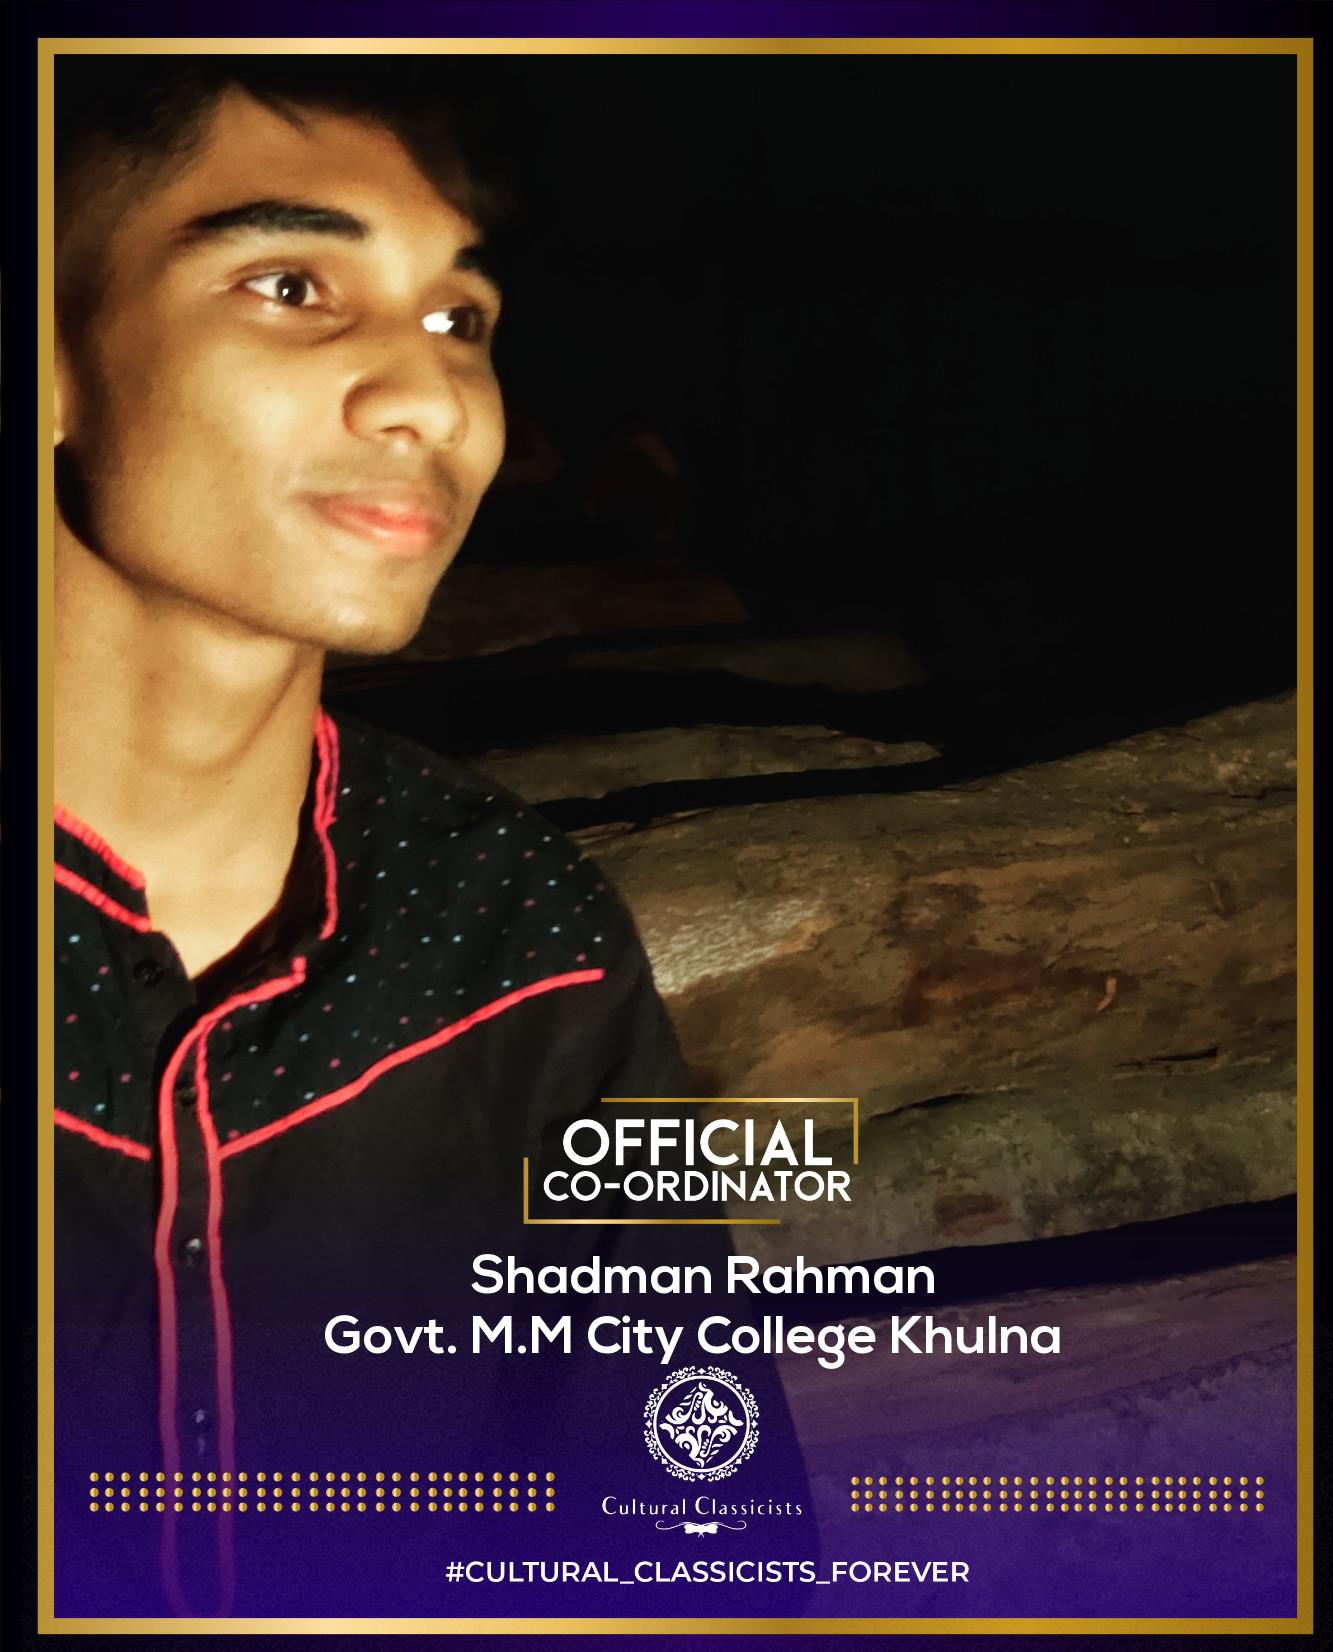 OFFICIAL
CO-ORDINATOR
Shadman Rahman
Govt. M.M City College Khulna
Cultural Classicists
#CULTURAL_CLASSICISTS_FOREVER